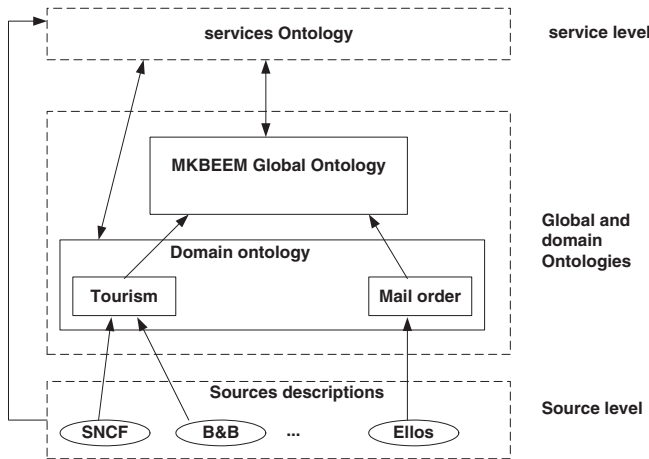 services Ontology
service level
MKBEEM Global Ontology
Global and
domain
Ontologies
Domain ontology
Tourism
Mail order
Sources descriptions
Source level
SNCF
B&B
...
Ellos